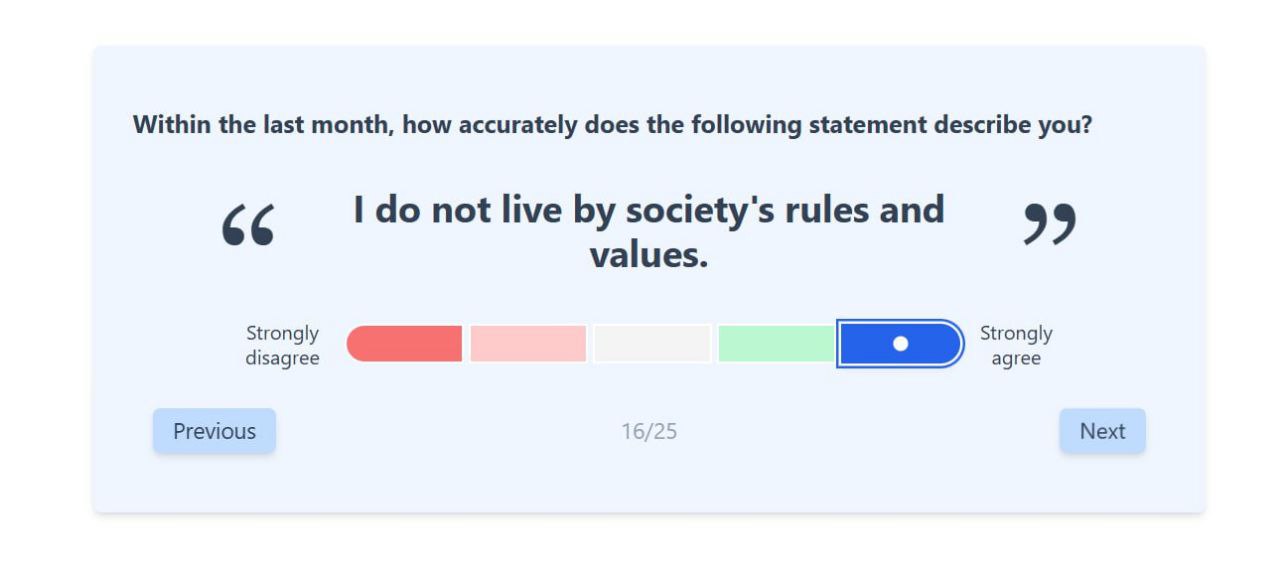 Within the last month, how accurately does the following statement describe you?
“ I do not live by society's rules and ”
values.
Strongly
disagree
Strongly
agree
Previous
16/25
Next